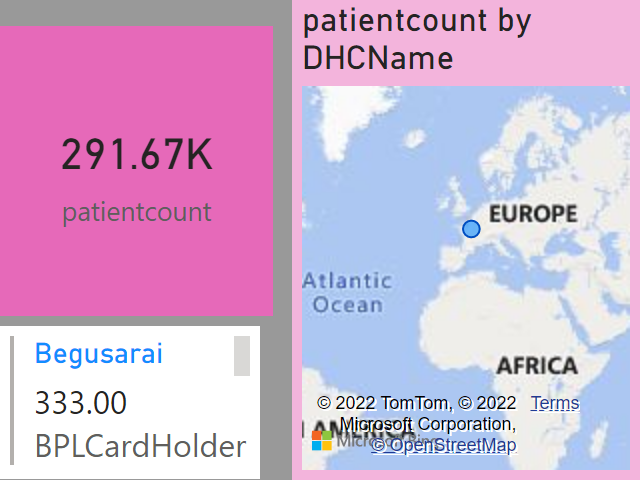 291.67K
patientcount
Begusarai
333.00
BPLCardHolder
patientcount by
DHCName
EUROPE
Atlantic
Ocean
AFRICA
© 2022 TomTom, © 2022 Terms
Microsoft Corporation,
AMERICA
© OpenStreetMap